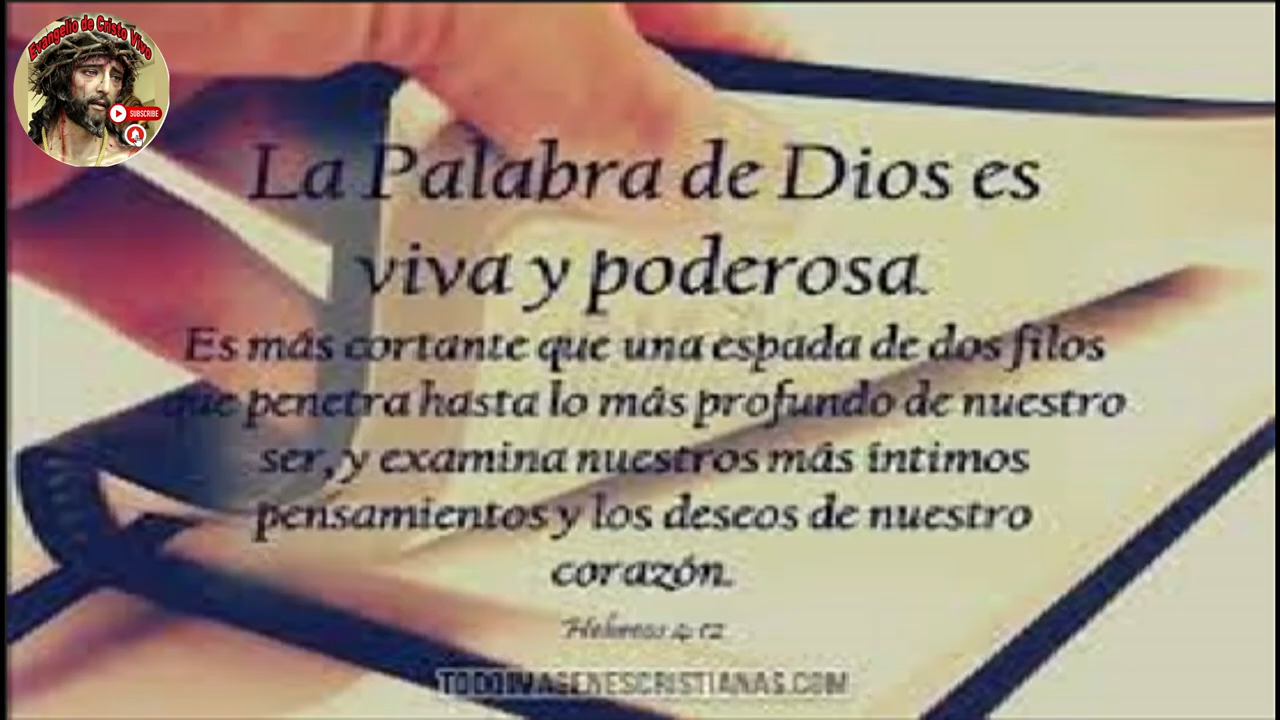 Evangelio de Cristo Vivo
SUBSCRIBE
La Palabra de Dios es
viva y poderosa.
Es más cortante que una espada de dos filos
que penetra hasta lo más profundo de nuestro
ser, y examina nuestros más íntimos
pensamientos y los deseos de nuestro
corazón.
Hebreos 4:12
TODOIMAGENESCRISTIANAS.COM